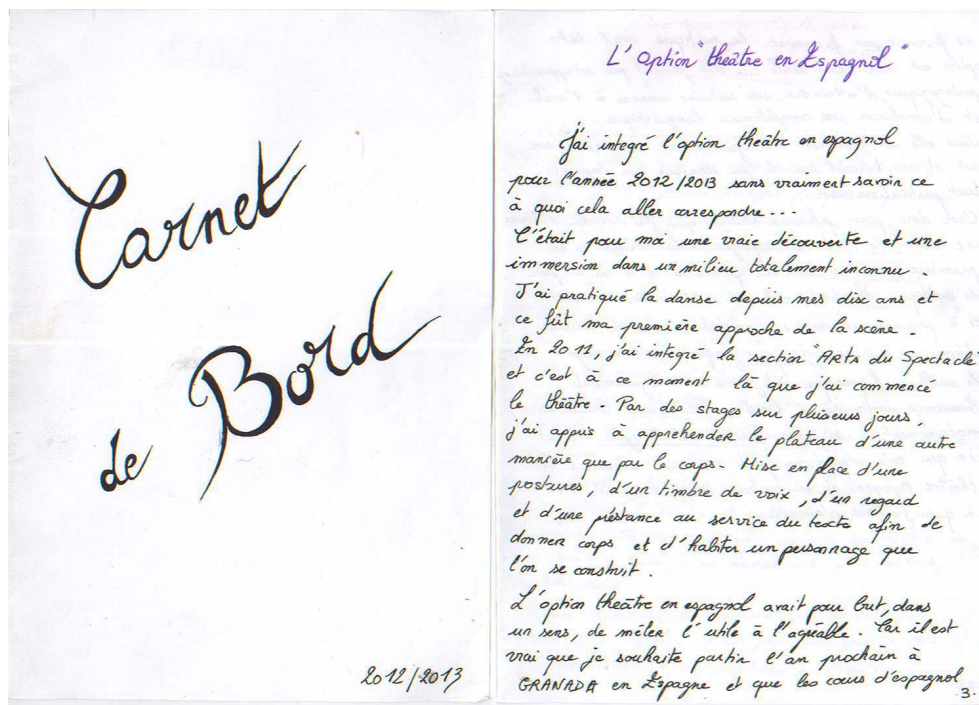 Carnet
de Bord
2012/2013
L'Option "theâtre en Espagnol"
J'ai integré l'option theâtre en espagnol
pour l'année 2012/2013 sans vraiment savoir ce
à quoi cela aller correspondre...
C'était pour moi une vraie découverte et une
immersion dans un milieu totalement inconnu.
J'ai pratiqué la danse depuis mes dix ans et
ce fût ma première approche de la scène.
En 2011, j'ai integré la section "ARTS du Spectacle"
et c'est à ce moment là que j'ai commencé
le théâtre. Par des stages sur plusieurs jours,
j'ai appris à apprehender le plateau d'une autre
manière que par le corps. Mise en place d'une
postures, d'un timbre de voix, d'un regard
et d'une préstance au service du texte afin de
donner corps et d'habiter un personnage que
l'on se construit.
L'option theâtre en espagnol avait pour but, dans
un sens, de mêler l'utile à l'agréable. Car il est
vrai que je souhaite partir l'an prochain à
GRANADA en Espagne et que les cours d'espagnol
3.